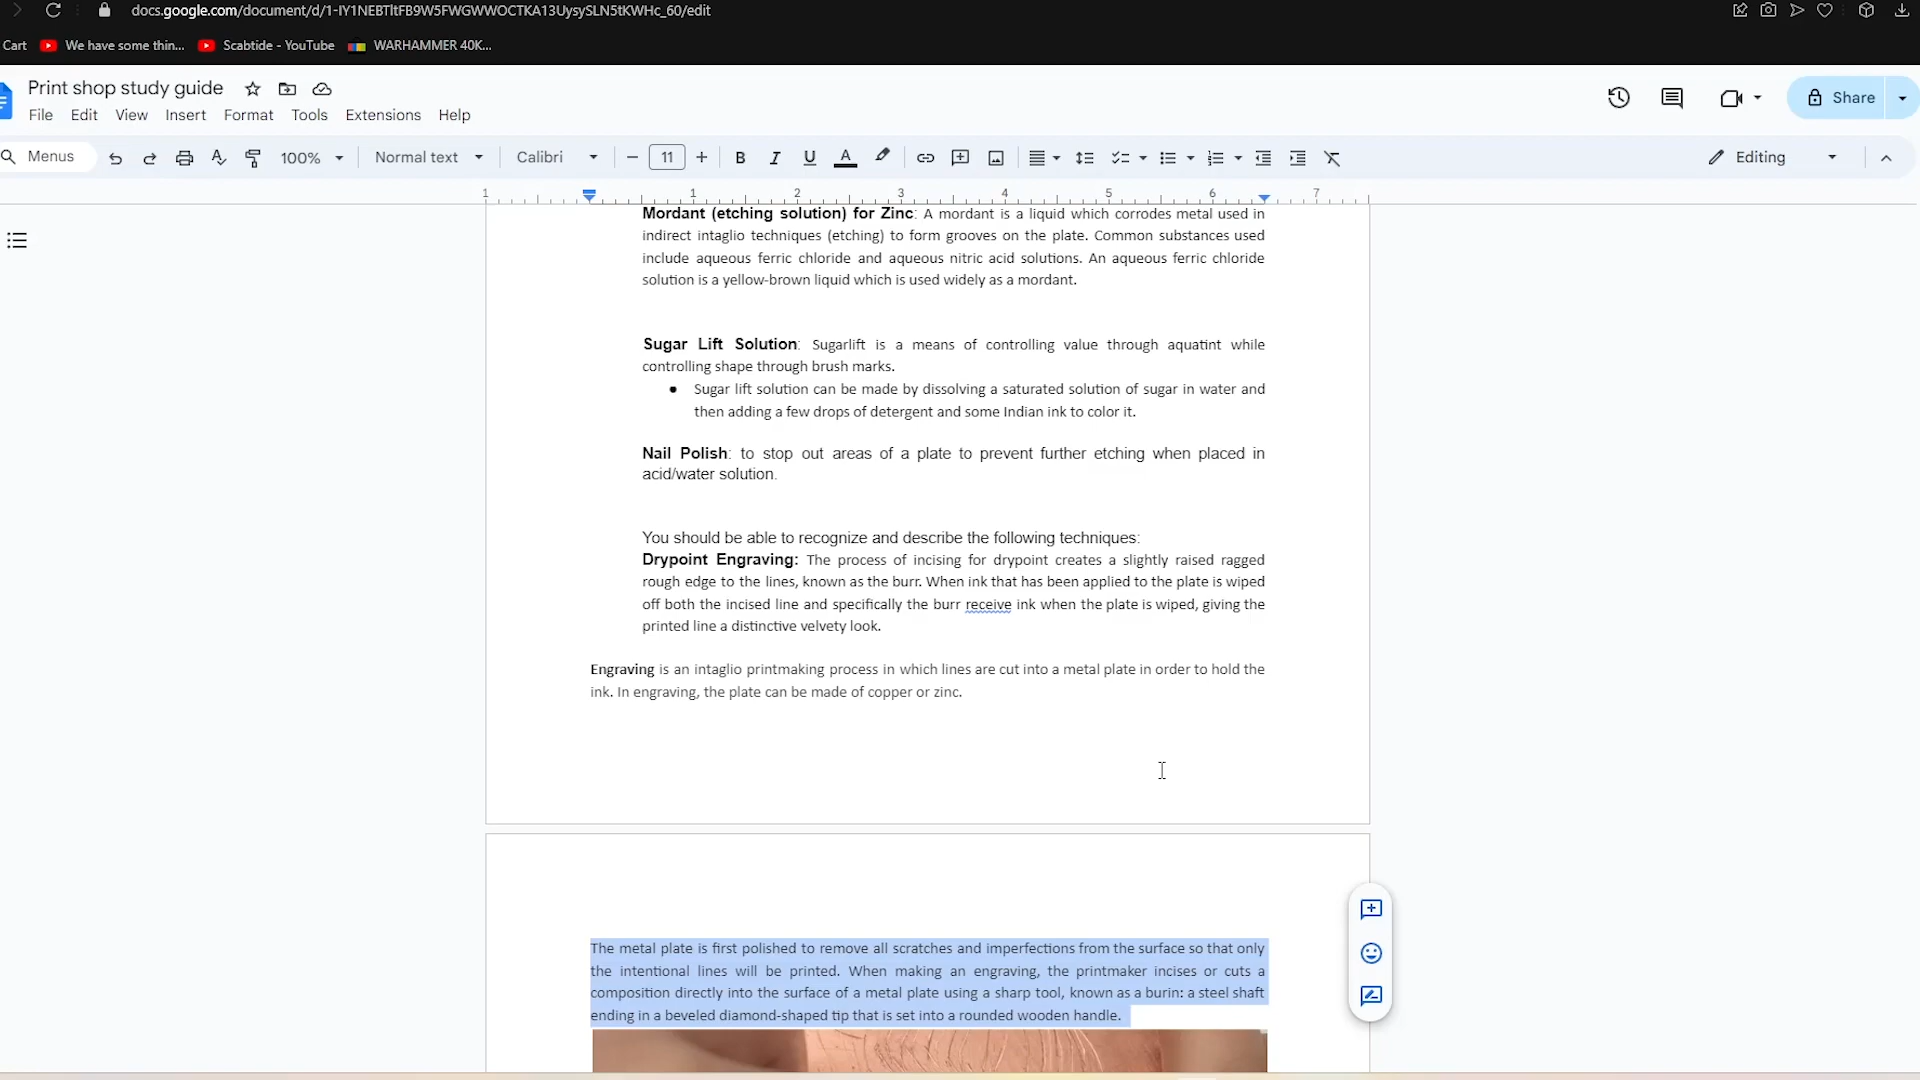 docs.google.com/document/d/1-IY1NEBTltFB9W5FWGWWOCTKA13UysySLN5tKWHc_60/edit
Cart We have some thin... Scabtide - YouTube WARHAMMER 40K...
Print shop study guide
Share
File Edit View Insert Format Tools Extensions Help
Menus 100% Normal text Calibri 11 Editing
1 1 2 3 4 5 6 7
Mordant (etching solution) for Zinc: A mordant is a liquid which corrodes metal used in
indirect intaglio techniques (etching) to form grooves on the plate. Common substances used
include aqueous ferric chloride and aqueous nitric acid solutions. An aqueous ferric chloride
solution is a yellow-brown liquid which is used widely as a mordant.
Sugar Lift Solution: Sugarlift is a means of controlling value through aquatint while
controlling shape through brush marks.
● Sugar lift solution can be made by dissolving a saturated solution of sugar in water and
then adding a few drops of detergent and some Indian ink to color it.
Nail Polish: to stop out areas of a plate to prevent further etching when placed in
acid/water solution.
You should be able to recognize and describe the following techniques:
Drypoint Engraving: The process of incising for drypoint creates a slightly raised ragged
rough edge to the lines, known as the burr. When ink that has been applied to the plate is wiped
off both the incised line and specifically the burr receive ink when the plate is wiped, giving the
printed line a distinctive velvety look.
Engraving is an intaglio printmaking process in which lines are cut into a metal plate in order to hold the
ink. In engraving, the plate can be made of copper or zinc.
The metal plate is first polished to remove all scratches and imperfections from the surface so that only
the intentional lines will be printed. When making an engraving, the printmaker incises or cuts a
composition directly into the surface of a metal plate using a sharp tool, known as a burin: a steel shaft
ending in a beveled diamond-shaped tip that is set into a rounded wooden handle.